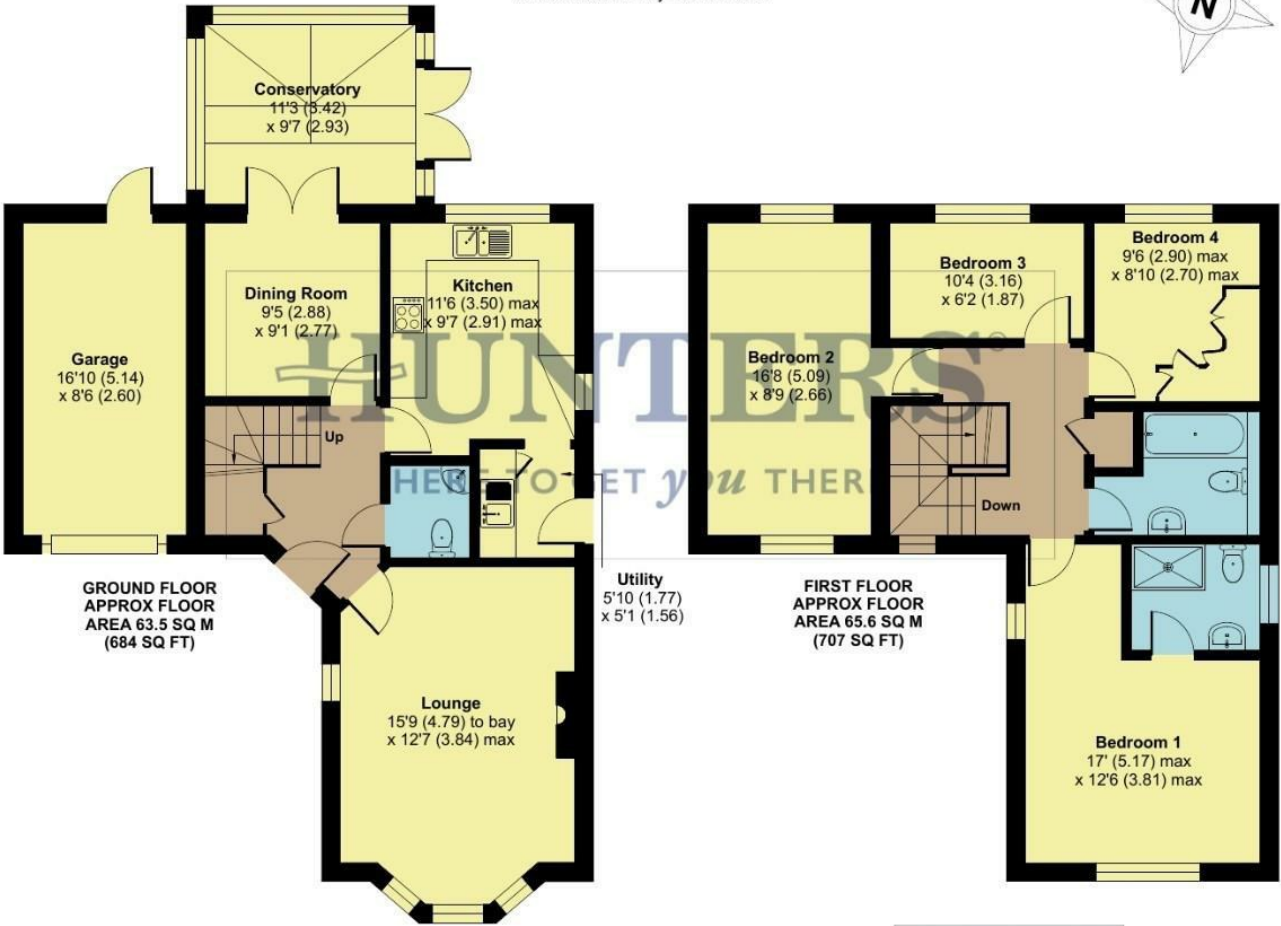 N
Conservatory
11'3 (3.42)
x 9'7 (2.93)
Dining Room
9'5 (2.88)
x 9'1 (2.77)
Kitchen
11'6 (3.50) max
x 9'7 (2.91) max
Garage
16'10 (5.14)
x 8'6 (2.60)
Up
Utility
5'10 (1.77)
x 5'1 (1.56)
GROUND FLOOR
APPROX FLOOR
AREA 63.5 SQ M
(684 SQ FT)
Lounge
15'9 (4.79) to bay
x 12'7 (3.84) max
Bedroom 4
9'6 (2.90) max
x 8'10 (2.70) max
Bedroom 3
10'4 (3.16)
x 6'2 (1.87)
Bedroom 2
16'8 (5.09)
x 8'9 (2.66)
Down
FIRST FLOOR
APPROX FLOOR
AREA 65.6 SQ M
(707 SQ FT)
Bedroom 1
17' (5.17) max
x 12'6 (3.81) max
HUNTERS®
HERE TO GET you THERE